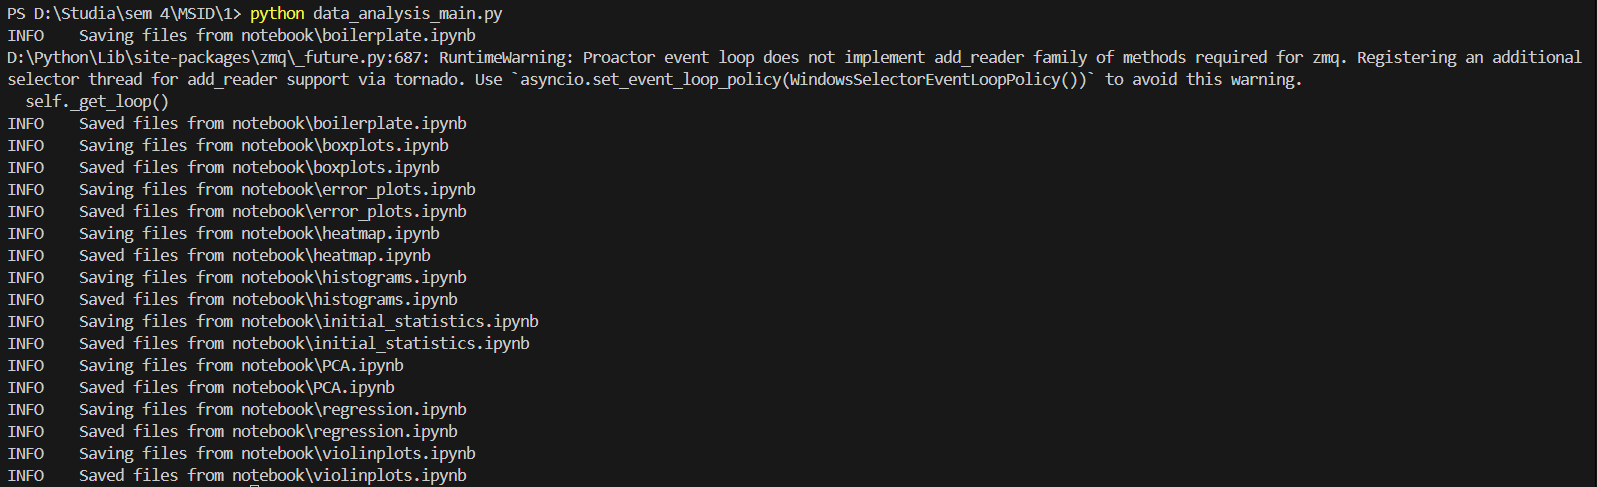 PS D:\Studia\sem 4\MSID\1> python data_analysis_main.py
INFO    Saving files from notebook\boilerplate.ipynb
D:\Python\Lib\site-packages\zmq\_future.py:687: RuntimeWarning: Proactor event loop does not implement add_reader family of methods required for zmq. Registering an additional
selector thread for add_reader support via tornado. Use `asyncio.set_event_loop_policy(WindowsSelectorEventLoopPolicy())` to avoid this warning.
  self._get_loop()
INFO    Saved files from notebook\boilerplate.ipynb
INFO    Saving files from notebook\boxplots.ipynb
INFO    Saved files from notebook\boxplots.ipynb
INFO    Saving files from notebook\error_plots.ipynb
INFO    Saved files from notebook\error_plots.ipynb
INFO    Saving files from notebook\heatmap.ipynb
INFO    Saved files from notebook\heatmap.ipynb
INFO    Saving files from notebook\histograms.ipynb
INFO    Saved files from notebook\histograms.ipynb
INFO    Saving files from notebook\initial_statistics.ipynb
INFO    Saved files from notebook\initial_statistics.ipynb
INFO    Saving files from notebook\PCA.ipynb
INFO    Saved files from notebook\PCA.ipynb
INFO    Saving files from notebook\regression.ipynb
INFO    Saved files from notebook\regression.ipynb
INFO    Saving files from notebook\violinplots.ipynb
INFO    Saved files from notebook\violinplots.ipynb